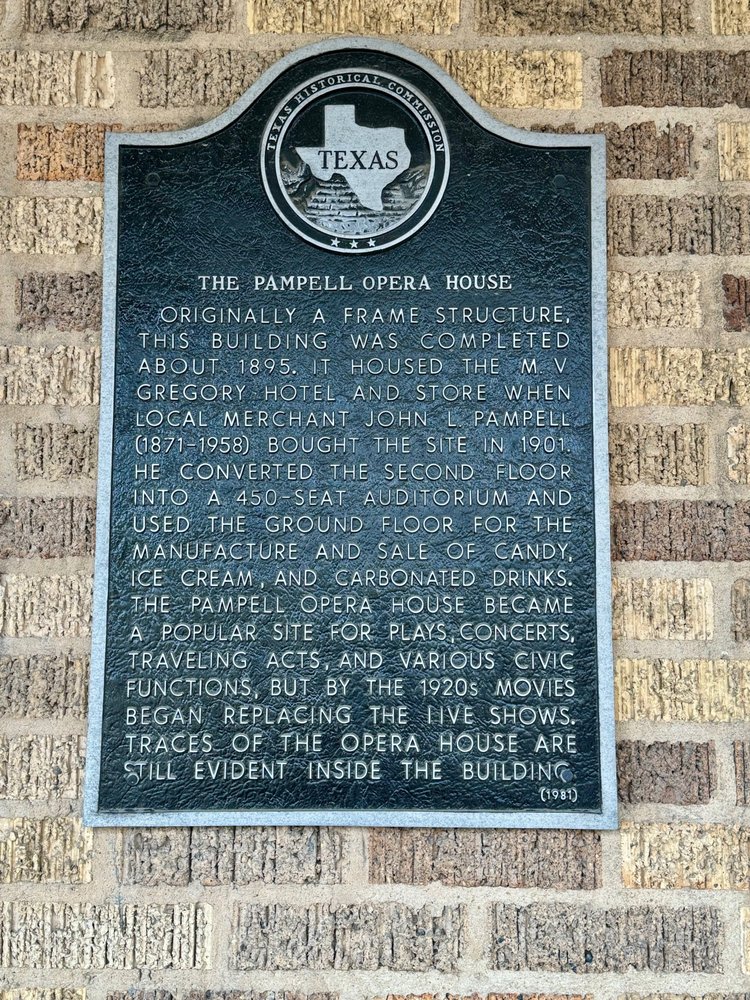 TEXAS HISTORICAL COMMISSION
TEXAS
THE PAMPELL OPERA HOUSE
ORIGINALLY A FRAME STRUCTURE,
THIS BUILDING WAS COMPLETED
ABOUT 1895. IT HOUSED THE M. V
GREGORY HOTEL AND STORE WHEN
LOCAL MERCHANT JOHN L. PAMPELL
(1871-1958) BOUGHT THE SITE IN 1901.
HE CONVERTED THE SECOND FLOOR
INTO A 450-SEAT AUDITORIUM AND
USED THE GROUND FLOOR FOR THE
MANUFACTURE AND SALE OF CANDY,
ICE CREAM, AND CARBONATED DRINKS.
THE PAMPELL OPERA HOUSE BECAME
A POPULAR SITE FOR PLAYS, CONCERTS,
TRAVELING ACTS, AND VARIOUS CIVIC
FUNCTIONS, BUT BY THE 1920s MOVIES
BEGAN REPLACING THE LIVE SHOWS.
TRACES OF THE OPERA HOUSE ARE
STILL EVIDENT INSIDE THE BUILDING.
(1981)